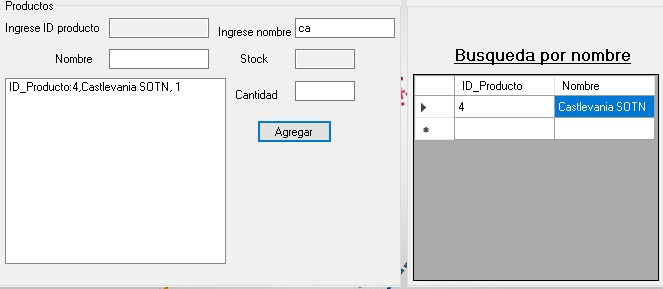 Productos
Ingrese ID producto
Ingrese nombre ca
Nombre
Stock
ID_Producto:4,Castlevania SOTN, 1
Cantidad
Agregar
Busqueda por nombre
ID_Producto Nombre
4 Castlevania SOTN